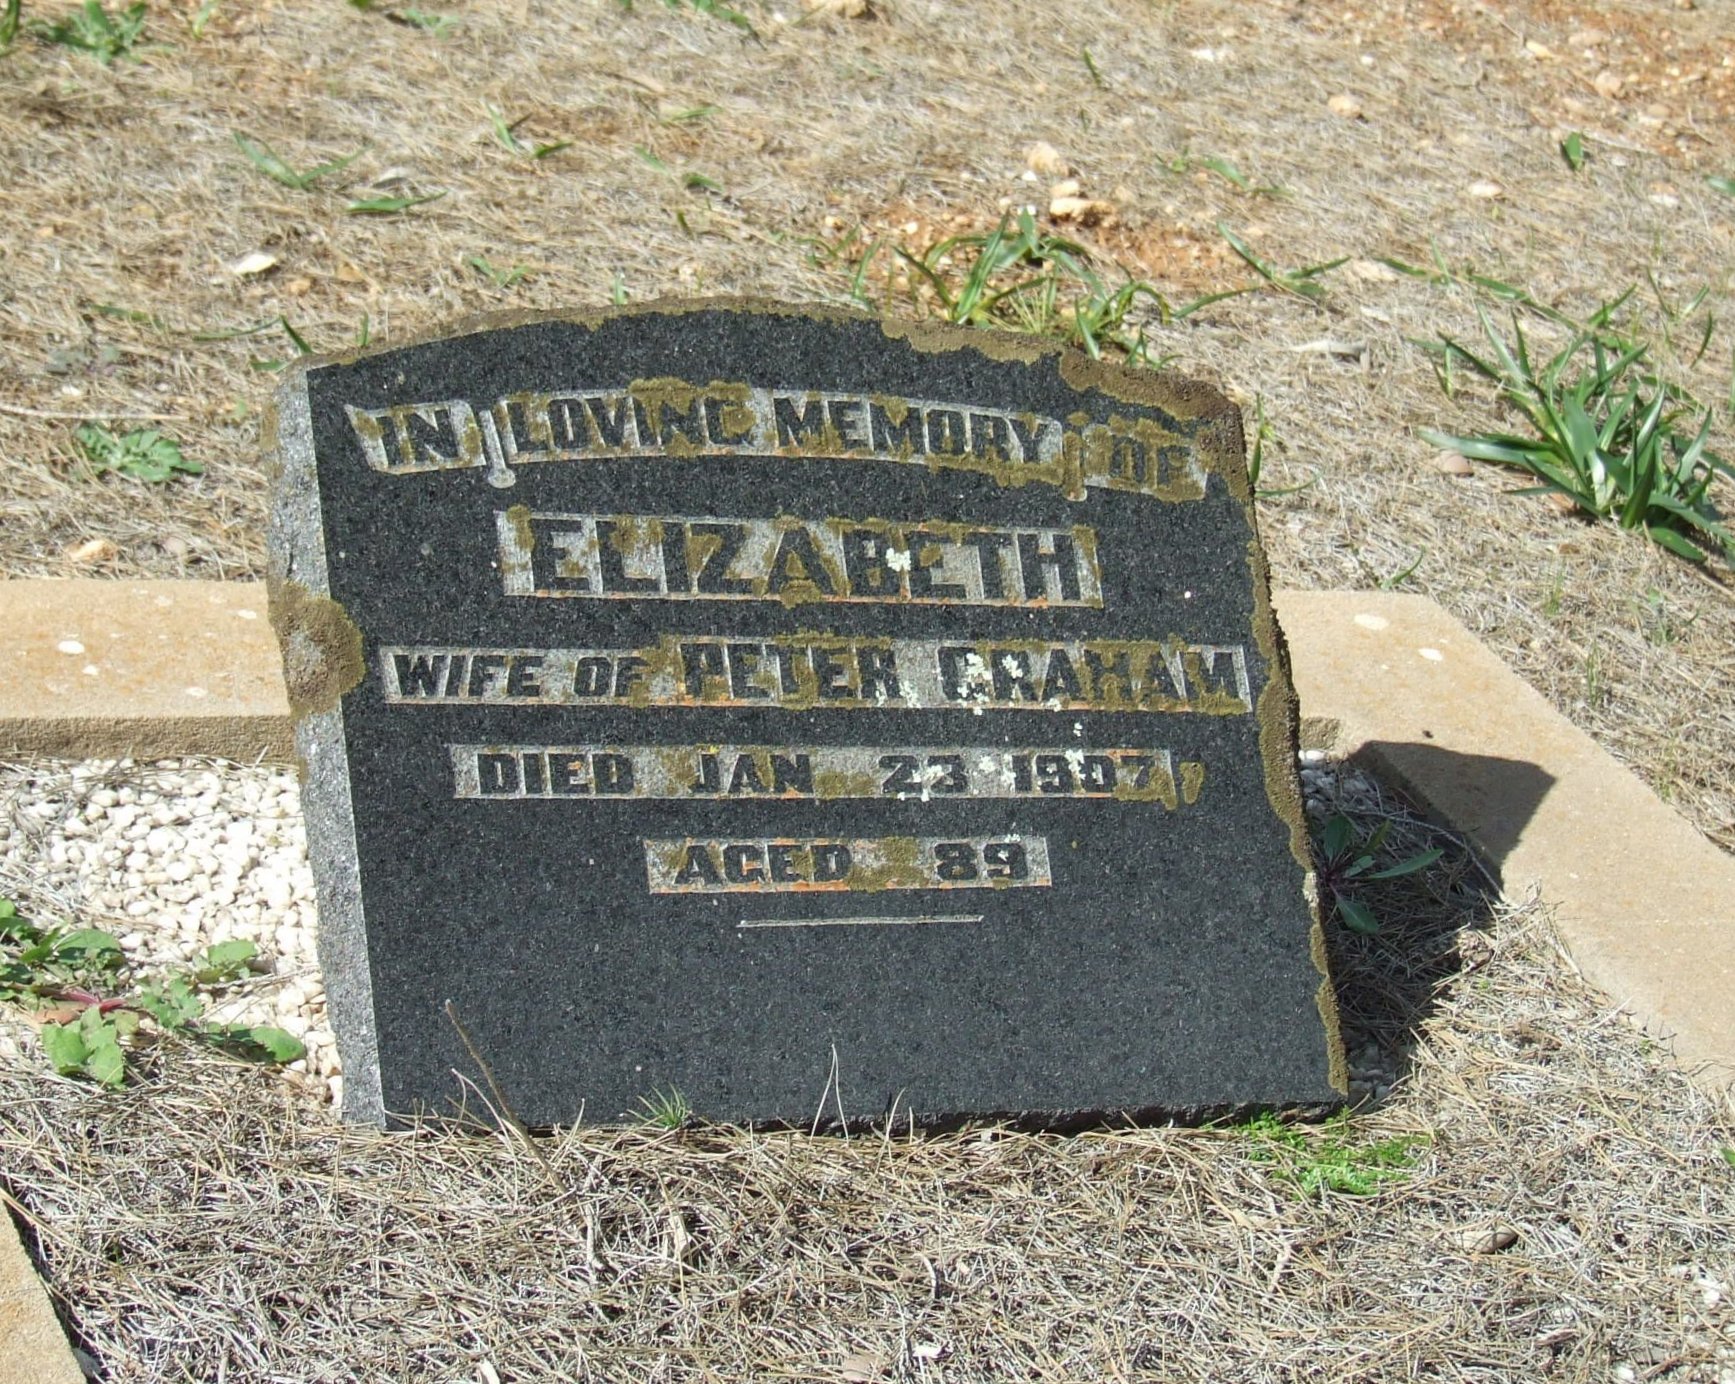 IN LOVING MEMORY OF
ELIZABETH
WIFE OF PETER GRAHAM
DIED JAN 23 1907
AGED 89